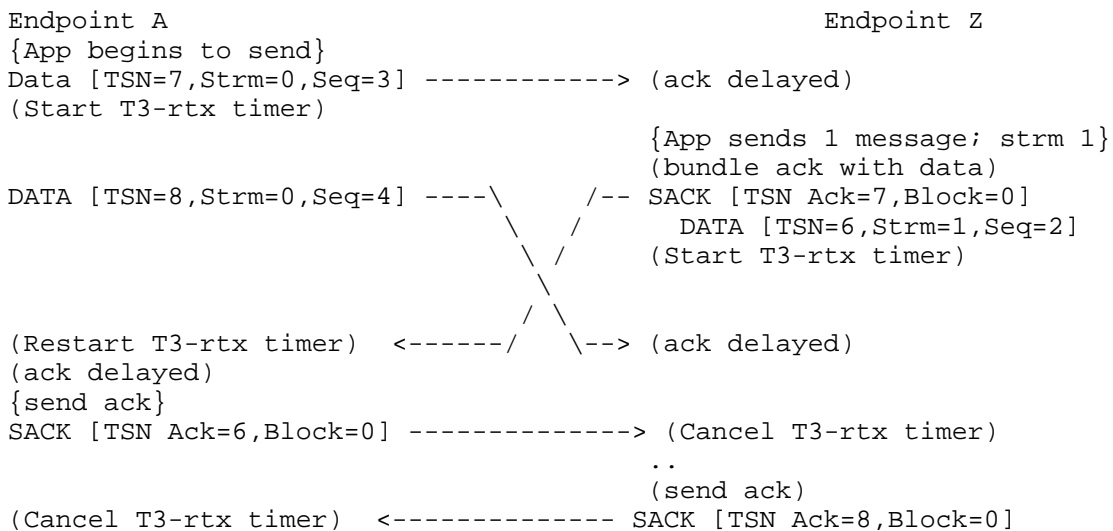 Endpoint A                                         Endpoint Z
{App begins to send}
Data [TSN=7,Strm=0,Seq=3] ------------> (ack delayed)
(Start T3-rtx timer)
                                        {App sends 1 message; strm 1}
                                        (bundle ack with data)
DATA [TSN=8,Strm=0,Seq=4] ----\     /-- SACK [TSN Ack=7,Block=0]
                               \   /      DATA [TSN=6,Strm=1,Seq=2]
                                \ /     (Start T3-rtx timer)
                                 \
                                / \
(Restart T3-rtx timer)  <------/   \--> (ack delayed)
(ack delayed)
{send ack}
SACK [TSN Ack=6,Block=0] --------------> (Cancel T3-rtx timer)
                                        ..
                                        (send ack)
(Cancel T3-rtx timer)  <-------------- SACK [TSN Ack=8,Block=0]